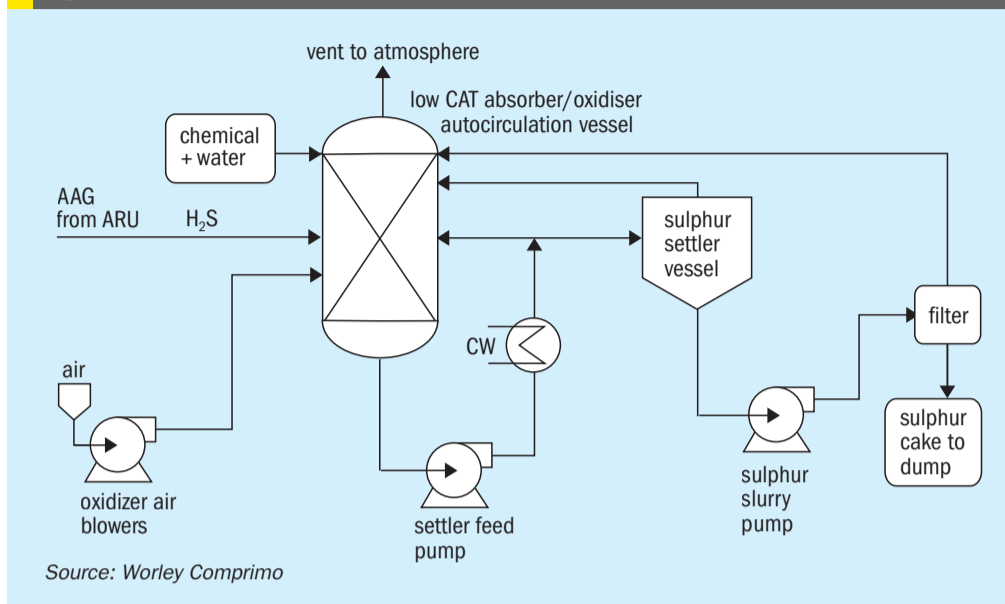 vent to atmosphere
low CAT absorber/oxidiser
autocirculation vessel
chemical
+ water
AAG
from ARU
H₂S
sulphur
settler
vessel
filter
CW
air
sulphur
cake to
dump
oxidizer air
blowers
settler feed
pump
sulphur
slurry
pump
Source: Worley Comprimo